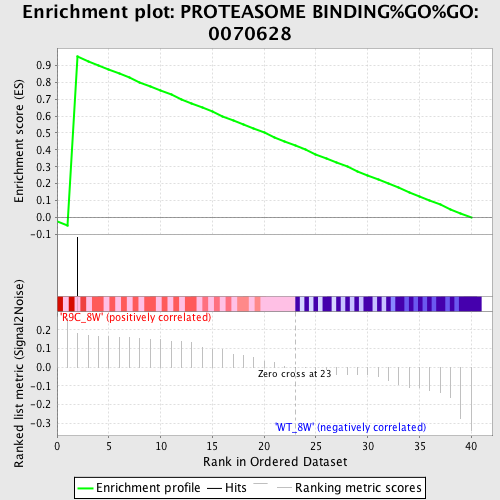 Enrichment plot: PROTEASOME BINDING%GO%GO:
0070628
Enrichment score (ES)
0.9
0.8
0.7
0.6
0.5
0.4
0.3
0.2
0.1
0.0
-0.1
'R9C_8W' (positively correlated)
Ranked list metric (Signal2Noise)
0.2
0.1
0.0
-0.1
-0.2
-0.3
Zero cross at 23
'WT_8W' (negatively correlated)
0 5 10 15 20 25 30 35 40
Rank in Ordered Dataset
Enrichment profile Hits Ranking metric scores